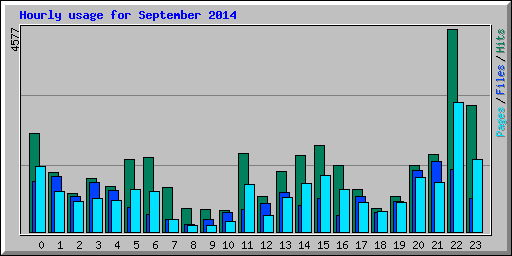 Hourly usage for September 2014
4577
Pages / Files / Hits
0 1 2 3 4 5 6 7 8 9 10 11 12 13 14 15 16 17 18 19 20 21 22 23